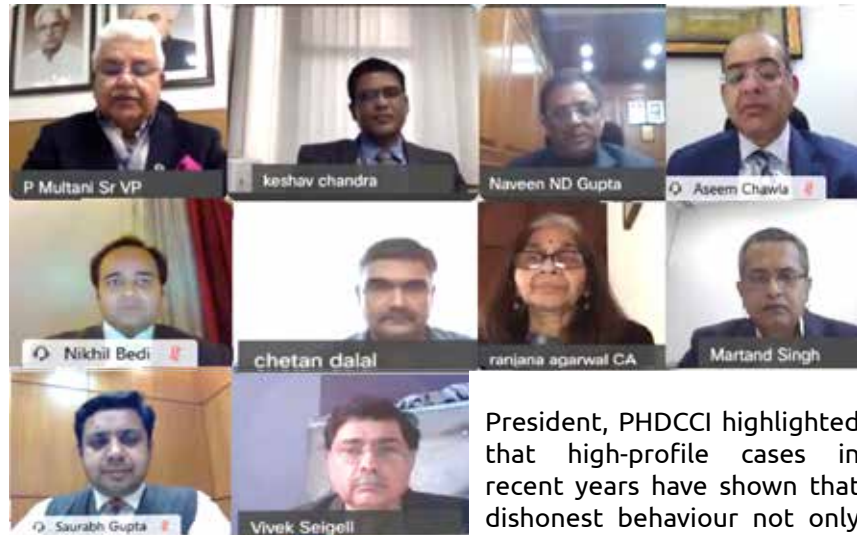 P Multani Sr VP
keshav chandra
Naveen ND Gupta
Aseem Chawla
Nikhil Bedi
chetan dalal
ranjana agarwal CA
Martand Singh
Saurabh Gupta
Vivek Seigell
President, PHDCCI highlighted
that high-profile cases in
recent years have shown that
dishonest behaviour not only